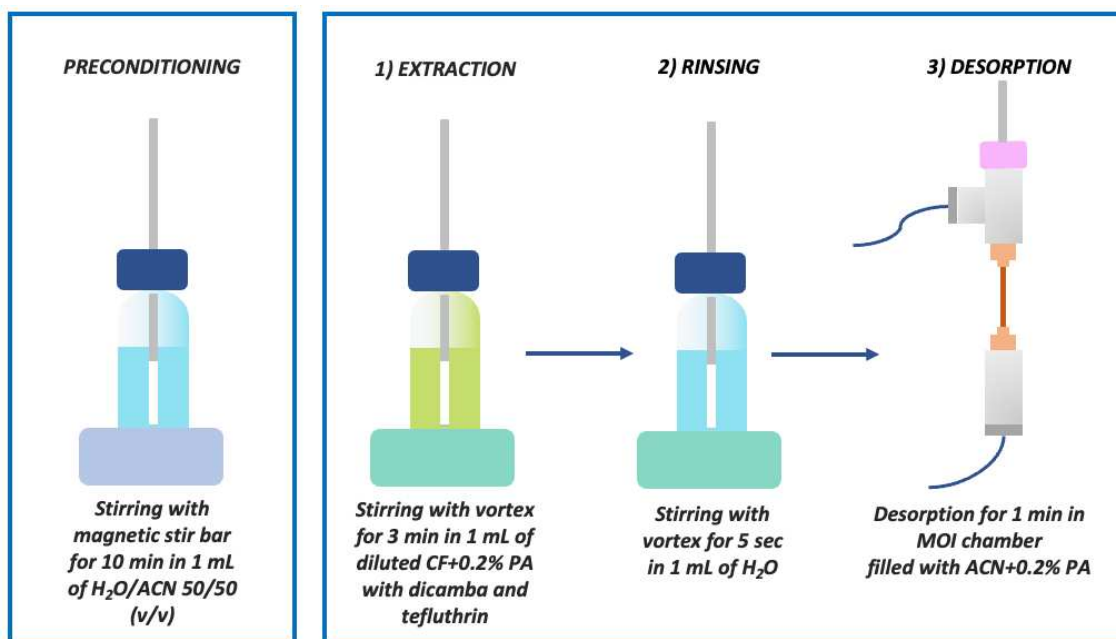 PRECONDITIONING
Stirring with
magnetic stir bar
for 10 min in 1 mL
of H₂O/ACN 50/50
(v/v)
1) EXTRACTION
Stirring with vortex
for 3 min in 1 mL of
diluted CF+0.2% PA
with dicamba and
tefluthrin
2) RINSING
Stirring with
vortex for 5 sec
in 1 mL of H₂O
3) DESORPTION
Desorption for 1 min in
MOI chamber
filled with ACN+0.2% PA